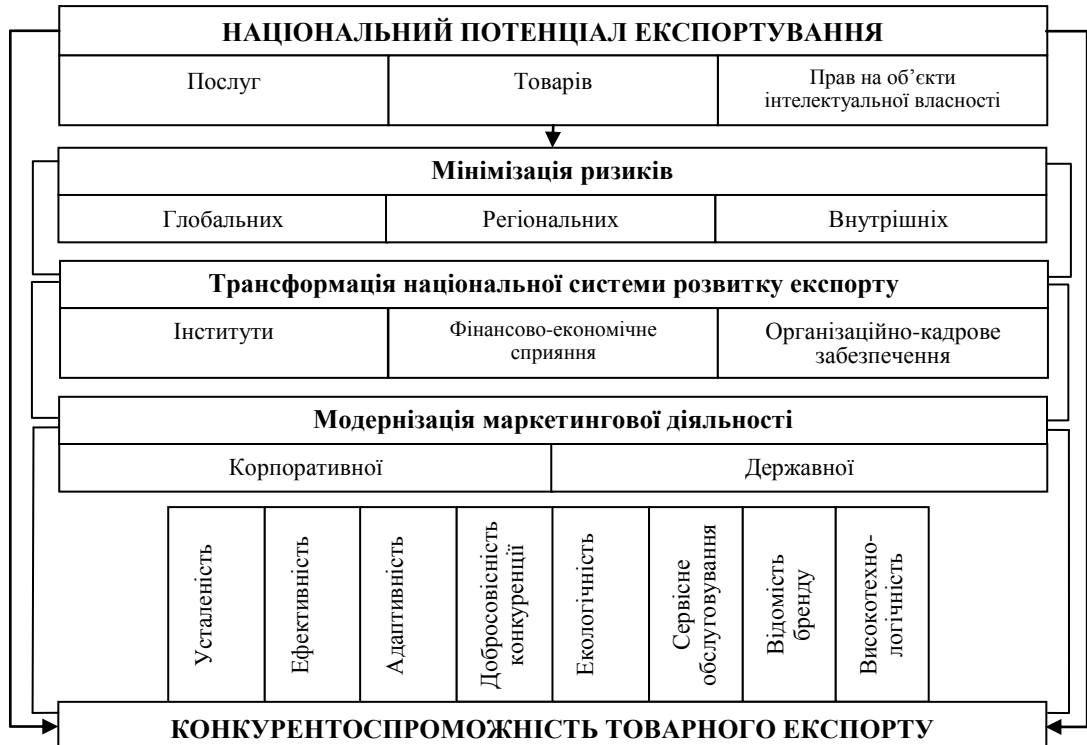 НАЦІОНАЛЬНИЙ ПОТЕНЦІАЛ ЕКСПОРТУВАННЯ
Послуг
Товарів
Прав на об’єкти
інтелектуальної власності
Мінімізація ризиків
Глобальних
Регіональних
Внутрішніх
Трансформація національної системи розвитку експорту
Інститути
Фінансово-економічне
сприяння
Організаційно-кадрове
забезпечення
Модернізація маркетингової діяльності
Корпоративної
Державної
Усталеність
Ефективність
Адаптивність
Добросовісність
конкуренції
Екологічність
Сервісне
обслуговування
Відомість
бренду
Високотехно-
логічність
КОНКУРЕНТОСПРОМОЖНІСТЬ ТОВАРНОГО ЕКСПОРТУ